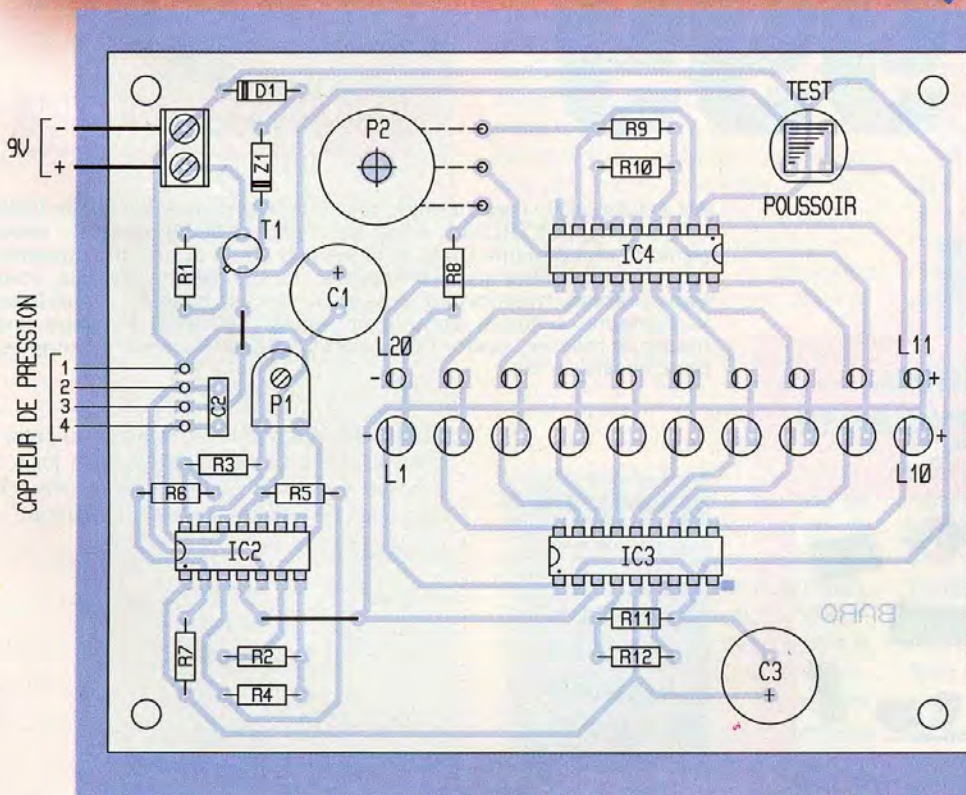 D1
TEST
9V
-
+
P2
R9
Z1
R10
POUSSOIR
T1
R1
+
C1
R8
IC4
CAPTEUR DE PRESSION
1
2
3
4
C2
P1
L20
L11
-
+
-
+
L1
L10
R3
R6
R5
IC2
IC3
BARO
R11
R7
R2
R12
R4
C3
+